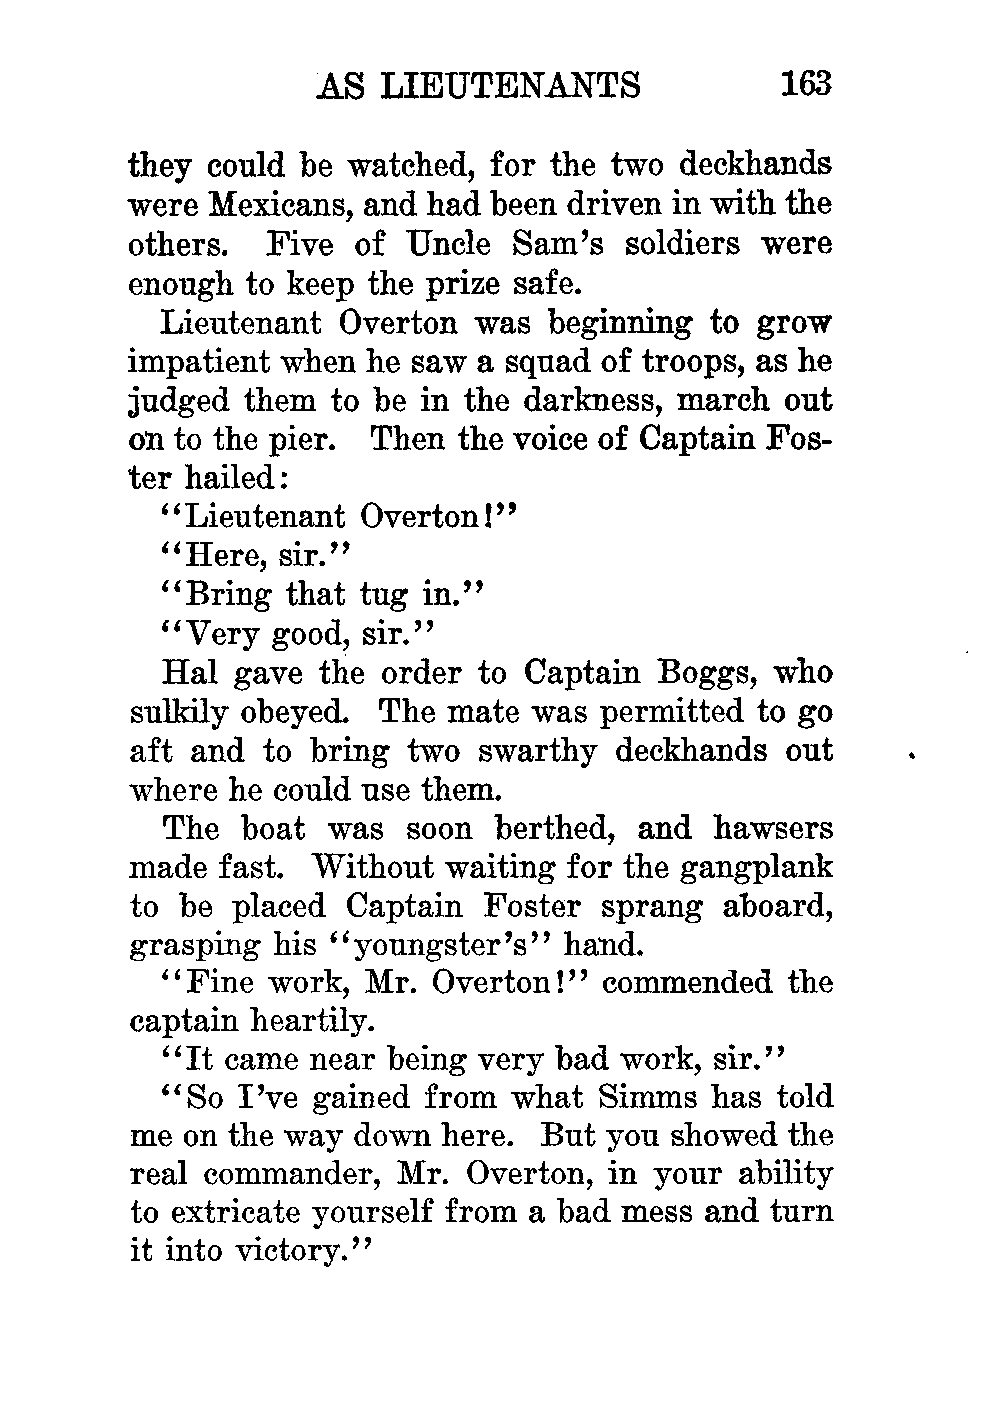 AS LIEUTENANTS 163
they could be watched, for the two deckhands
were Mexicans, and had been driven in with the
others. Five of Uncle Sam's soldiers were
enough to keep the prize safe.
Lieutenant Overton was beginning to grow
impatient when he saw a squad of troops, as he
judged them to be in the darkness, march out
on to the pier. Then the voice of Captain Fos-
ter hailed:
"Lieutenant Overton!"
"Here, sir."
"Bring that tug in."
"Very good, sir."
Hal gave the order to Captain Boggs, who
sulkily obeyed. The mate was permitted to go
aft and to bring two swarthy deckhands out
where he could use them.
The boat was soon berthed, and hawsers
made fast. Without waiting for the gangplank
to be placed Captain Foster sprang aboard,
grasping his "youngster's" hand.
"Fine work, Mr. Overton!" commended the
captain heartily.
"It came near being very bad work, sir."
"So I've gained from what Simms has told
me on the way down here. But you showed the
real commander, Mr. Overton, in your ability
to extricate yourself from a bad mess and turn
it into victory."